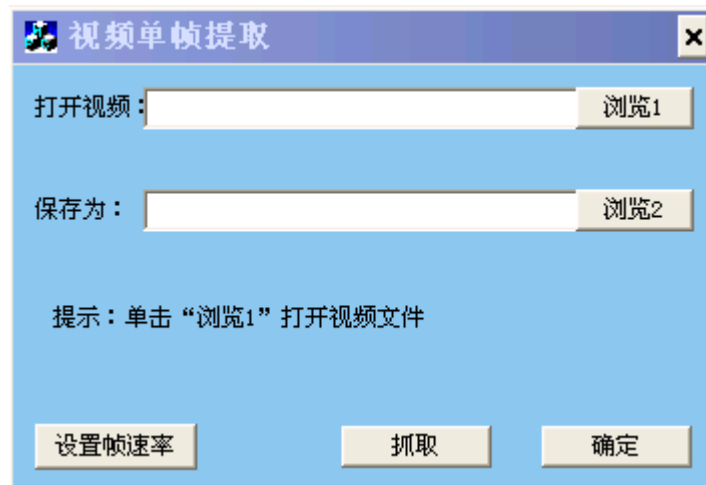 视频单帧提取
打开视频：浏览1
保存为：浏览2
提示：单击“浏览1”打开视频文件
设置帧速率 抓取 确定